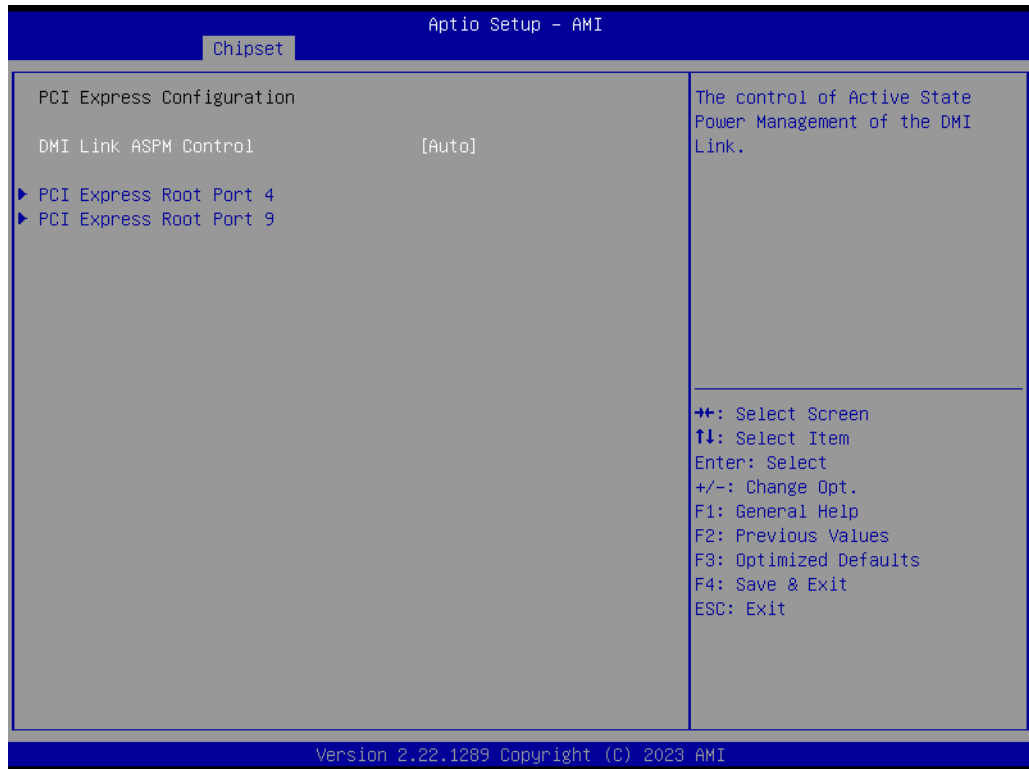 Aptio Setup – AMI
Chipset
PCI Express Configuration
DMI Link ASPM Control [Auto]
▶ PCI Express Root Port 4
▶ PCI Express Root Port 9
The control of Active State
Power Management of the DMI
Link.
→←: Select Screen
↑↓: Select Item
Enter: Select
+/-: Change Opt.
F1: General Help
F2: Previous Values
F3: Optimized Defaults
F4: Save & Exit
ESC: Exit
Version 2.22.1289 Copyright (C) 2023 AMI